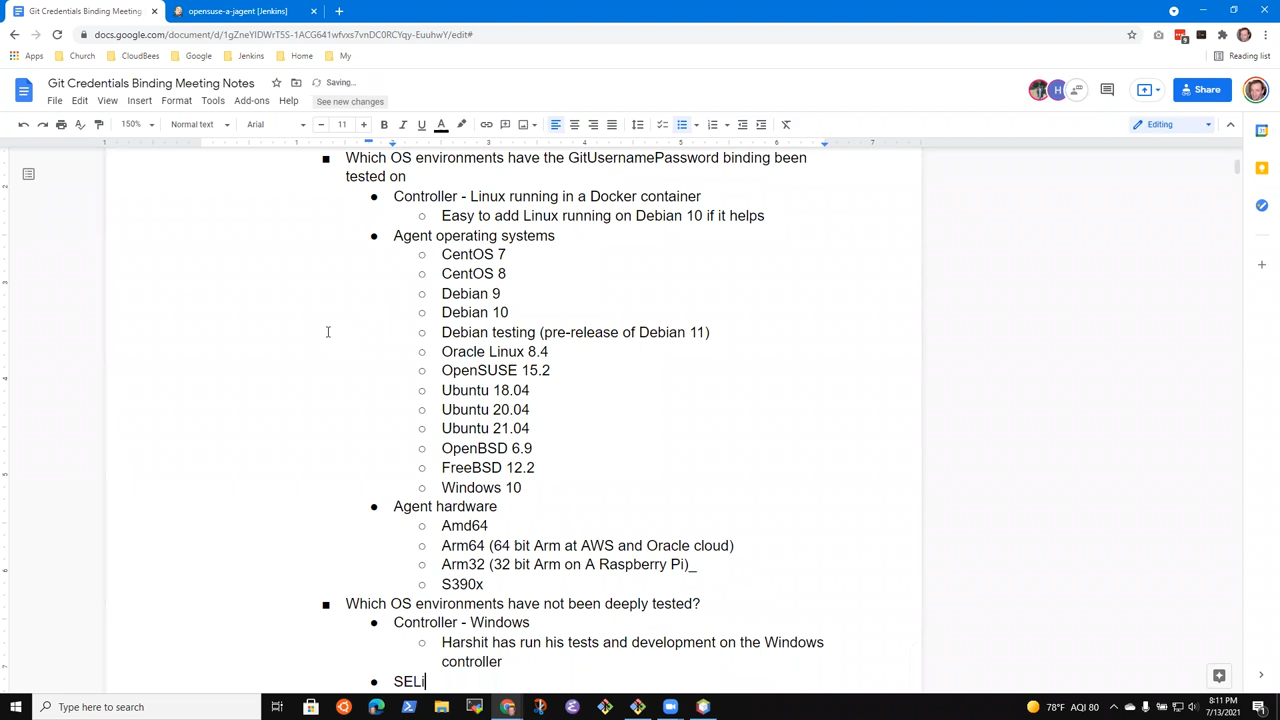 Git Credentials Binding Meeting
opensuse-a-jagent [Jenkins]
docs.google.com/document/d/1gZneYlDWrT5S-1ACG641wfvxs7vnDC0RCYqy-EuuhwY/edit#
Apps Church CloudBees Google Jenkins Home My Reading list
Git Credentials Binding Meeting Notes Saving...
File Edit View Insert Format Tools Add-ons Help See new changes
Share
150% Normal text Arial 11 Editing
1 1 3 4 5 6 7
■ Which OS environments have the GitUsernamePassword binding been
tested on
● Controller - Linux running in a Docker container
○ Easy to add Linux running on Debian 10 if it helps
● Agent operating systems
○ CentOS 7
○ CentOS 8
○ Debian 9
○ Debian 10
○ Debian testing (pre-release of Debian 11)
○ Oracle Linux 8.4
○ OpenSUSE 15.2
○ Ubuntu 18.04
○ Ubuntu 20.04
○ Ubuntu 21.04
○ OpenBSD 6.9
○ FreeBSD 12.2
○ Windows 10
● Agent hardware
○ Amd64
○ Arm64 (64 bit Arm at AWS and Oracle cloud)
○ Arm32 (32 bit Arm on A Raspberry Pi)_
○ S390x
■ Which OS environments have not been deeply tested?
● Controller - Windows
○ Harshit has run his tests and development on the Windows
controller
● SELi
Type here to search
78°F AQI 80
8:11 PM
7/13/2021